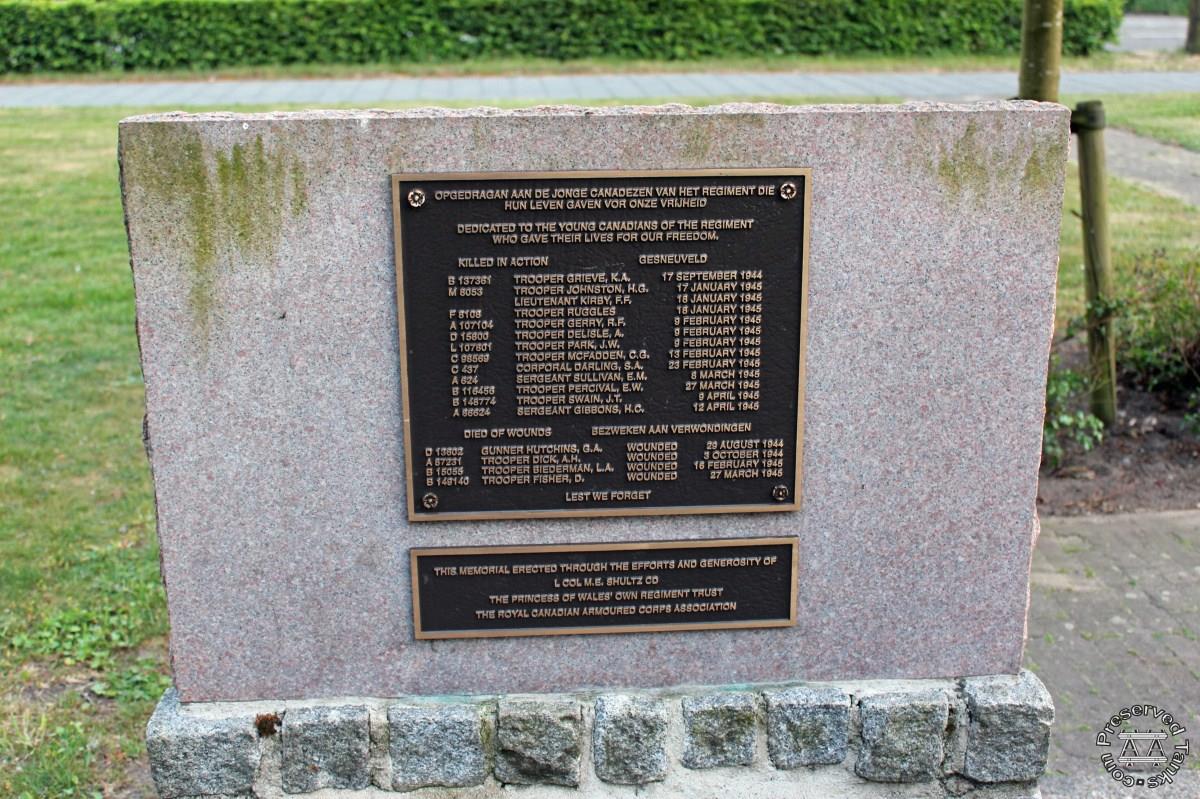 OPGEDRAGAN AAN DE JONGE CANADEZEN VAN HET REGIMENT DIE
HUN LEVEN GAVEN VOR ONZE VRIJHEID
DEDICATED TO THE YOUNG CANADIANS OF THE REGIMENT
WHO GAVE THEIR LIVES FOR OUR FREEDOM.
KILLED IN ACTION GESNEUVELD
B 137361 TROOPER GRIEVE, K.A. 17 SEPTEMBER 1944
M 8053 TROOPER JOHNSTON, H.G. 17 JANUARY 1945
LIEUTENANT KIRBY, F.F. 18 JANUARY 1945
F 8108 TROOPER RUGGLES 18 JANUARY 1945
A 107104 TROOPER GERRY, R.F. 9 FEBRUARY 1945
D 15800 TROOPER DELISLE, A. 9 FEBRUARY 1945
L 107801 TROOPER PARK, J.W. 9 FEBRUARY 1945
C 98569 TROOPER MCFADDEN, C.G. 13 FEBRUARY 1945
C 437 CORPORAL DARLING, S.A. 23 FEBRUARY 1945
A 624 SERGEANT SULLIVAN, E.M. 8 MARCH 1945
B 116456 TROOPER PERCIVAL, E.W. 27 MARCH 1945
B 148774 TROOPER SWAIN, J.T. 9 APRIL 1945
A 86624 SERGEANT GIBBONS, H.C. 12 APRIL 1945
DIED OF WOUNDS BEZWEKEN AAN VERWONDINGEN
D 13602 GUNNER HUTCHINS, G.A. WOUNDED 29 AUGUST 1944
A 57231 TROOPER DICK, A.H. WOUNDED 3 OCTOBER 1944
B 15055 TROOPER BIEDERMAN, L.A. WOUNDED 16 FEBRUARY 1945
B 149140 TROOPER FISHER, D. WOUNDED 27 MARCH 1945
LEST WE FORGET
THIS MEMORIAL ERECTED THROUGH THE EFFORTS AND GENEROSITY OF
L COL M.E. SHULTZ CD
THE PRINCESS OF WALES' OWN REGIMENT TRUST
THE ROYAL CANADIAN ARMOURED CORPS ASSOCIATION
Preserved Tanks .com